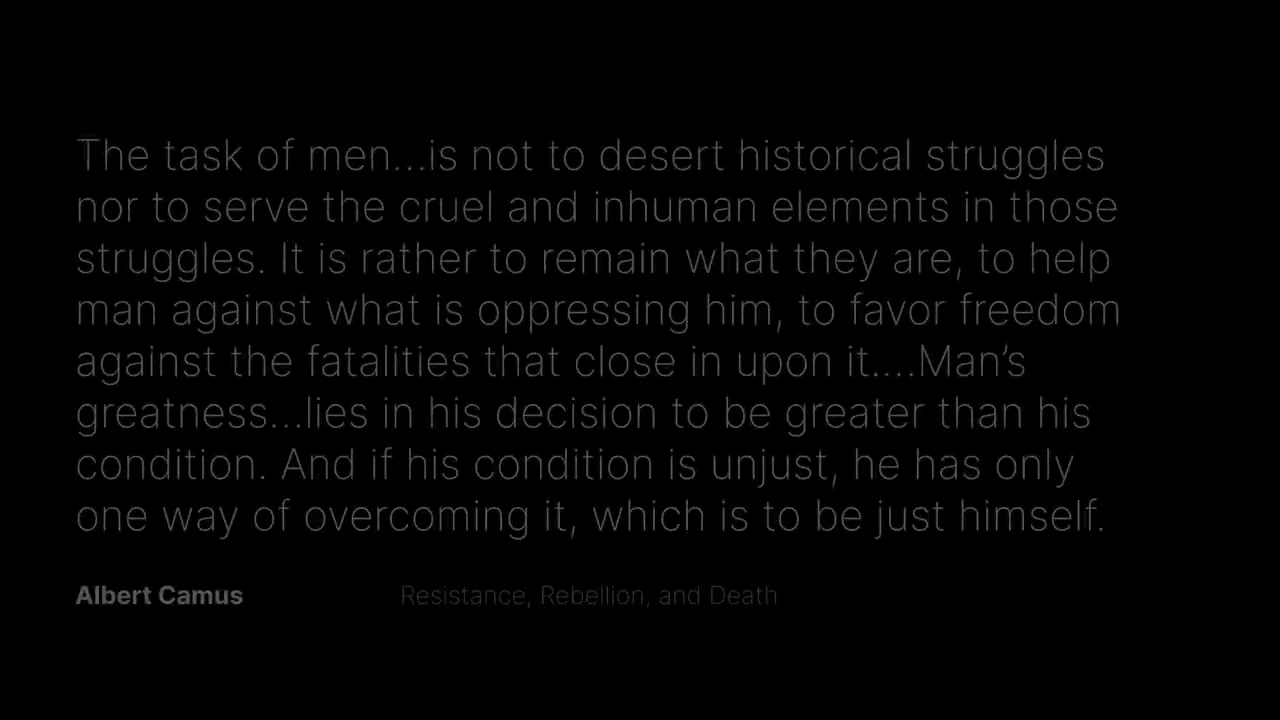 The task of men...is not to desert historical struggles
nor to serve the cruel and inhuman elements in those
struggles. It is rather to remain what they are, to help
man against what is oppressing him, to favor freedom
against the fatalities that close in upon it....Man’s
greatness...lies in his decision to be greater than his
condition. And if his condition is unjust, he has only
one way of overcoming it, which is to be just himself.
Albert Camus
Resistance, Rebellion, and Death